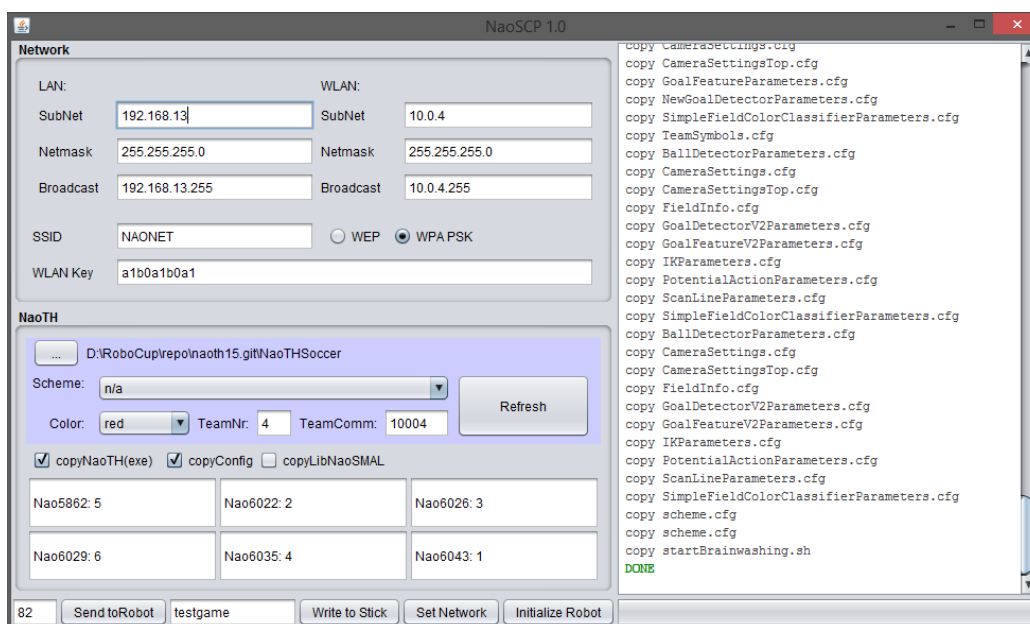 NaoSCP 1.0
Network
LAN: WLAN:
SubNet 192.168.13 SubNet 10.0.4
Netmask 255.255.255.0 Netmask 255.255.255.0
Broadcast 192.168.13.255 Broadcast 10.0.4.255
SSID NAONET WEP WPA PSK
WLAN Key a1b0a1b0a1
NaoTH
... D:\RoboCup\repo\naoth15.git\NaoTHSoccer
Scheme: n/a
Refresh
Color: red TeamNr: 4 TeamComm: 10004
copyNaoTH(exe) copyConfig copyLibNaoSMAL
Nao5862: 5 Nao6022: 2 Nao6026: 3
Nao6029: 6 Nao6035: 4 Nao6043: 1
82 Send toRobot testgame Write to Stick Set Network Initialize Robot
copy CameraSettings.cfg
copy CameraSettingsTop.cfg
copy GoalFeatureParameters.cfg
copy NewGoalDetectorParameters.cfg
copy SimpleFieldColorClassifierParameters.cfg
copy TeamSymbols.cfg
copy BallDetectorParameters.cfg
copy CameraSettings.cfg
copy CameraSettingsTop.cfg
copy FieldInfo.cfg
copy GoalDetectorV2Parameters.cfg
copy GoalFeatureV2Parameters.cfg
copy IKParameters.cfg
copy PotentialActionParameters.cfg
copy ScanLineParameters.cfg
copy SimpleFieldColorClassifierParameters.cfg
copy BallDetectorParameters.cfg
copy CameraSettings.cfg
copy CameraSettingsTop.cfg
copy FieldInfo.cfg
copy GoalDetectorV2Parameters.cfg
copy GoalFeatureV2Parameters.cfg
copy IKParameters.cfg
copy PotentialActionParameters.cfg
copy ScanLineParameters.cfg
copy SimpleFieldColorClassifierParameters.cfg
copy scheme.cfg
copy scheme.cfg
copy startBrainwashing.sh
DONE